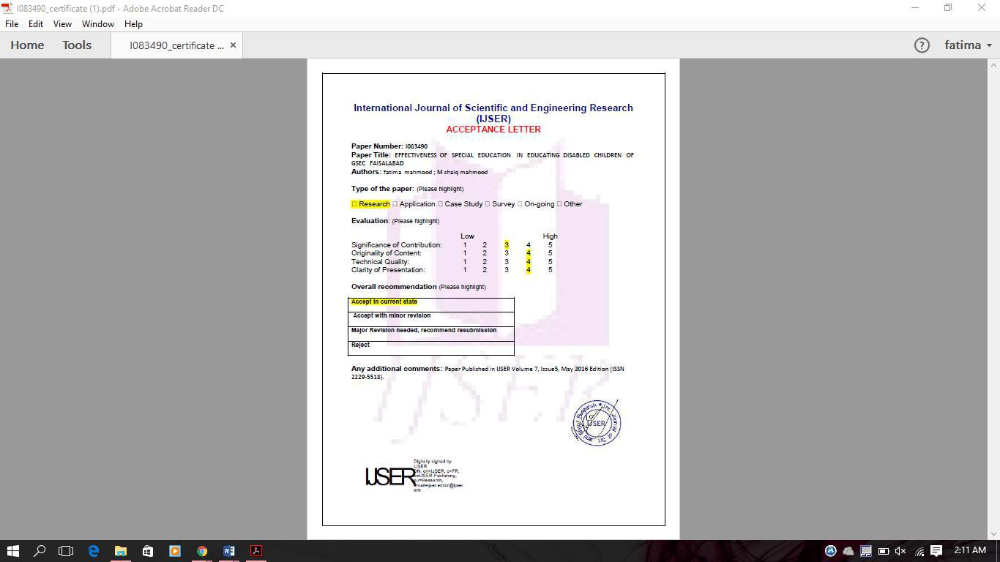 I083490_certificate (1).pdf - Adobe Acrobat Reader DC
File Edit View Window Help
Home Tools I083490_certificate ... × ? fatima
International Journal of Scientific and Engineering Research
(IJSER)
ACCEPTANCE LETTER
Paper Number: I083490
Paper Title: EFFECTIVENESS OF SPECIAL EDUCATION IN EDUCATING DISABLED CHILDREN OF
GSEC FAISALABAD
Authors: fatima mahmood ; M shaiq mahmood
Type of the paper: (Please highlight)
□ Research □ Application □ Case Study □ Survey □ On-going □ Other
Evaluation: (Please highlight)
Low High
Significance of Contribution: 1 2 3 4 5
Originality of Content: 1 2 3 4 5
Technical Quality: 1 2 3 4 5
Clarity of Presentation: 1 2 3 4 5
Overall recommendation (Please highlight)
Accept in current state
Accept with minor revision
Major Revision needed, recommend resubmission
Reject
Any additional comments: Paper Published in IJSER Volume 7, Issue5, May 2016 Edition (ISSN
2229-5518).
IJSER
IJSER
Int. Journal of Sci and Engg Research
IJSER
Digitally signed by
IJSER
DN: cn=IJSER, c=FR,
o=IJSER Publishing,
ou=Research,
email=ijser.editor@ijser.
2:11 AM